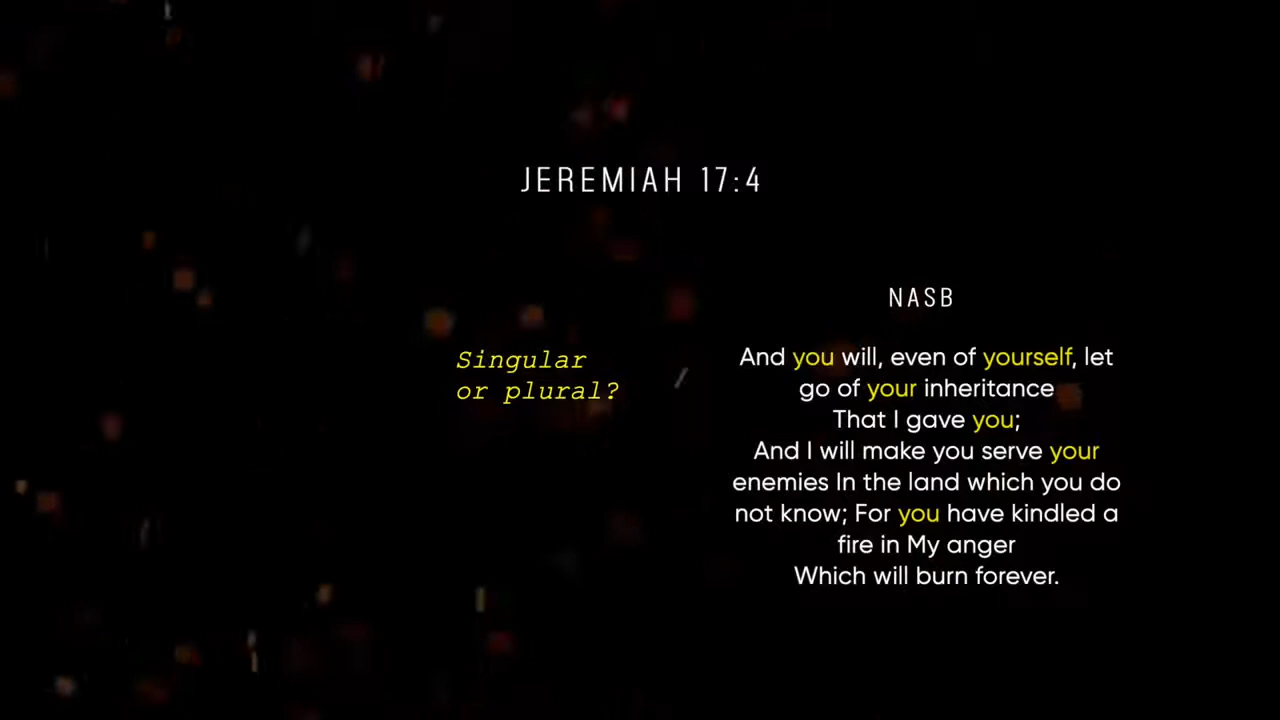 JEREMIAH 17:4
Singular
or plural?
/
NASB
And you will, even of yourself, let
go of your inheritance
That I gave you;
And I will make you serve your
enemies In the land which you do
not know; For you have kindled a
fire in My anger
Which will burn forever.